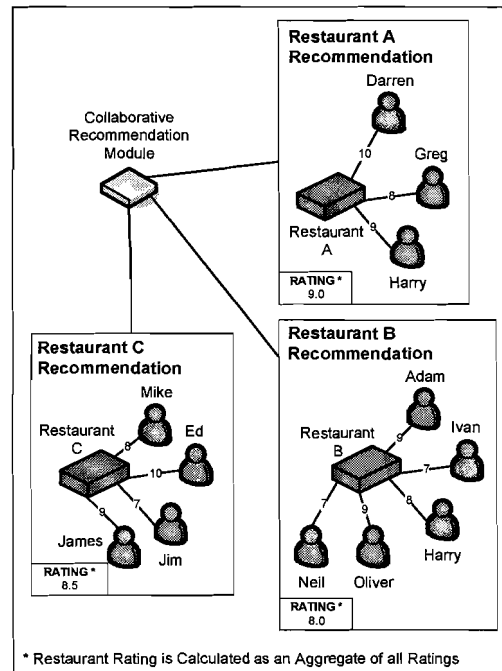 Restaurant A
Recommendation
Darren
10
Greg
8
Restaurant
A
9
Harry
RATING *
9.0
Collaborative
Recommendation
Module
Restaurant C
Recommendation
Mike
Restaurant
C
8
Ed
10
9
7
James
Jim
RATING *
8.5
Restaurant B
Recommendation
Adam
Restaurant
B
9
Ivan
7
7
9
8
Harry
Neil
Oliver
RATING *
8.0
* Restaurant Rating is Calculated as an Aggregate of all Ratings